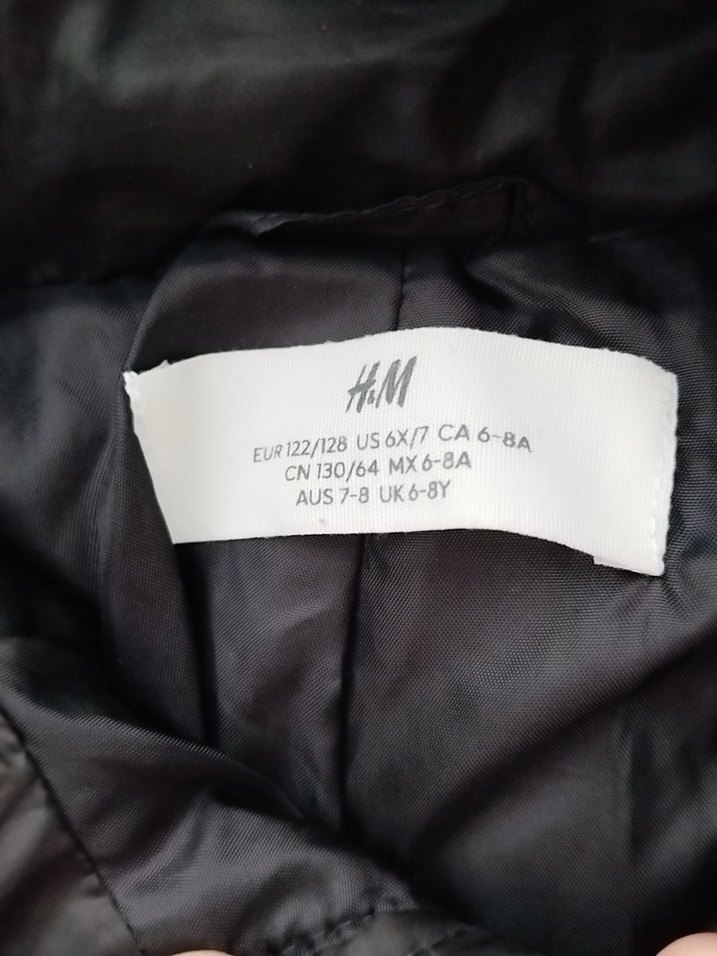 H&M
EUR 122/128 US 6X/7 CA 6-8A
CN 130/64 MX 6-8A
AUS 7-8 UK 6-8Y